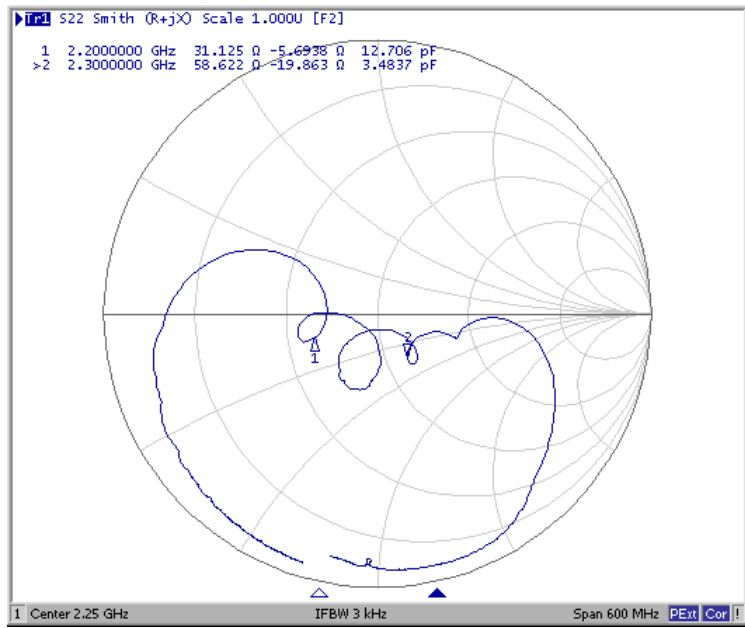 Tr1 S22 Smith (R+jX) Scale 1.000U [F2]
1 2.2000000 GHz 31.125 Ω -5.6938 Ω 12.706 pF
>2 2.3000000 GHz 58.622 Ω -19.863 Ω 3.4837 pF
2
1
R
1 Center 2.25 GHz IFBW 3 kHz Span 600 MHz PExt Cor !